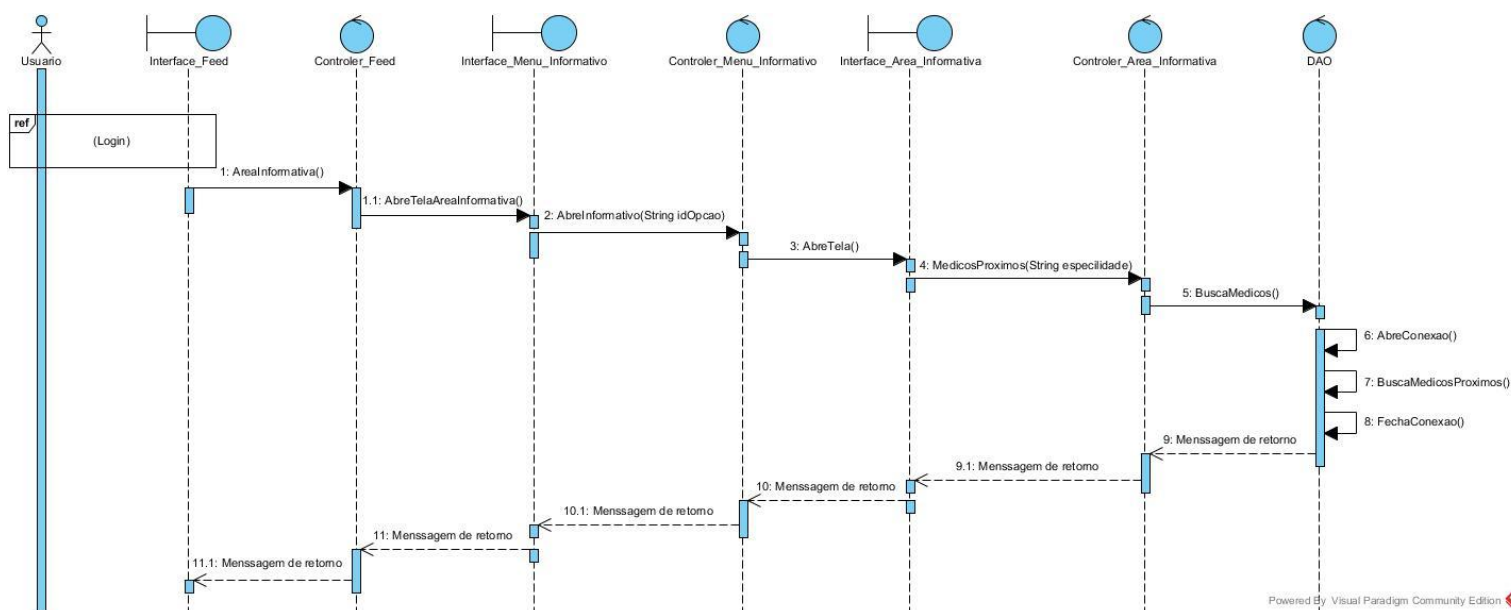 Usuario
Interface_Feed
Controler_Feed
Interface_Menu_Informativo
Controler_Menu_Informativo
Interface_Area_Informativa
Controler_Area_Informativa
DAO
ref
(Login)
1: AreaInformativa()
1.1: AbreTelaAreaInformativa()
2: AbreInformativo(String idOpcao)
3: AbreTela()
4: MedicosProximos(String especilidade)
5: BuscaMedicos()
6: AbreConexao()
7: BuscaMedicosProximos()
8: FechaConexao()
9: Menssagem de retorno
9.1: Menssagem de retorno
10: Menssagem de retorno
10.1: Menssagem de retorno
11: Menssagem de retorno
11.1: Menssagem de retorno
Powered By Visual Paradigm Community Edition